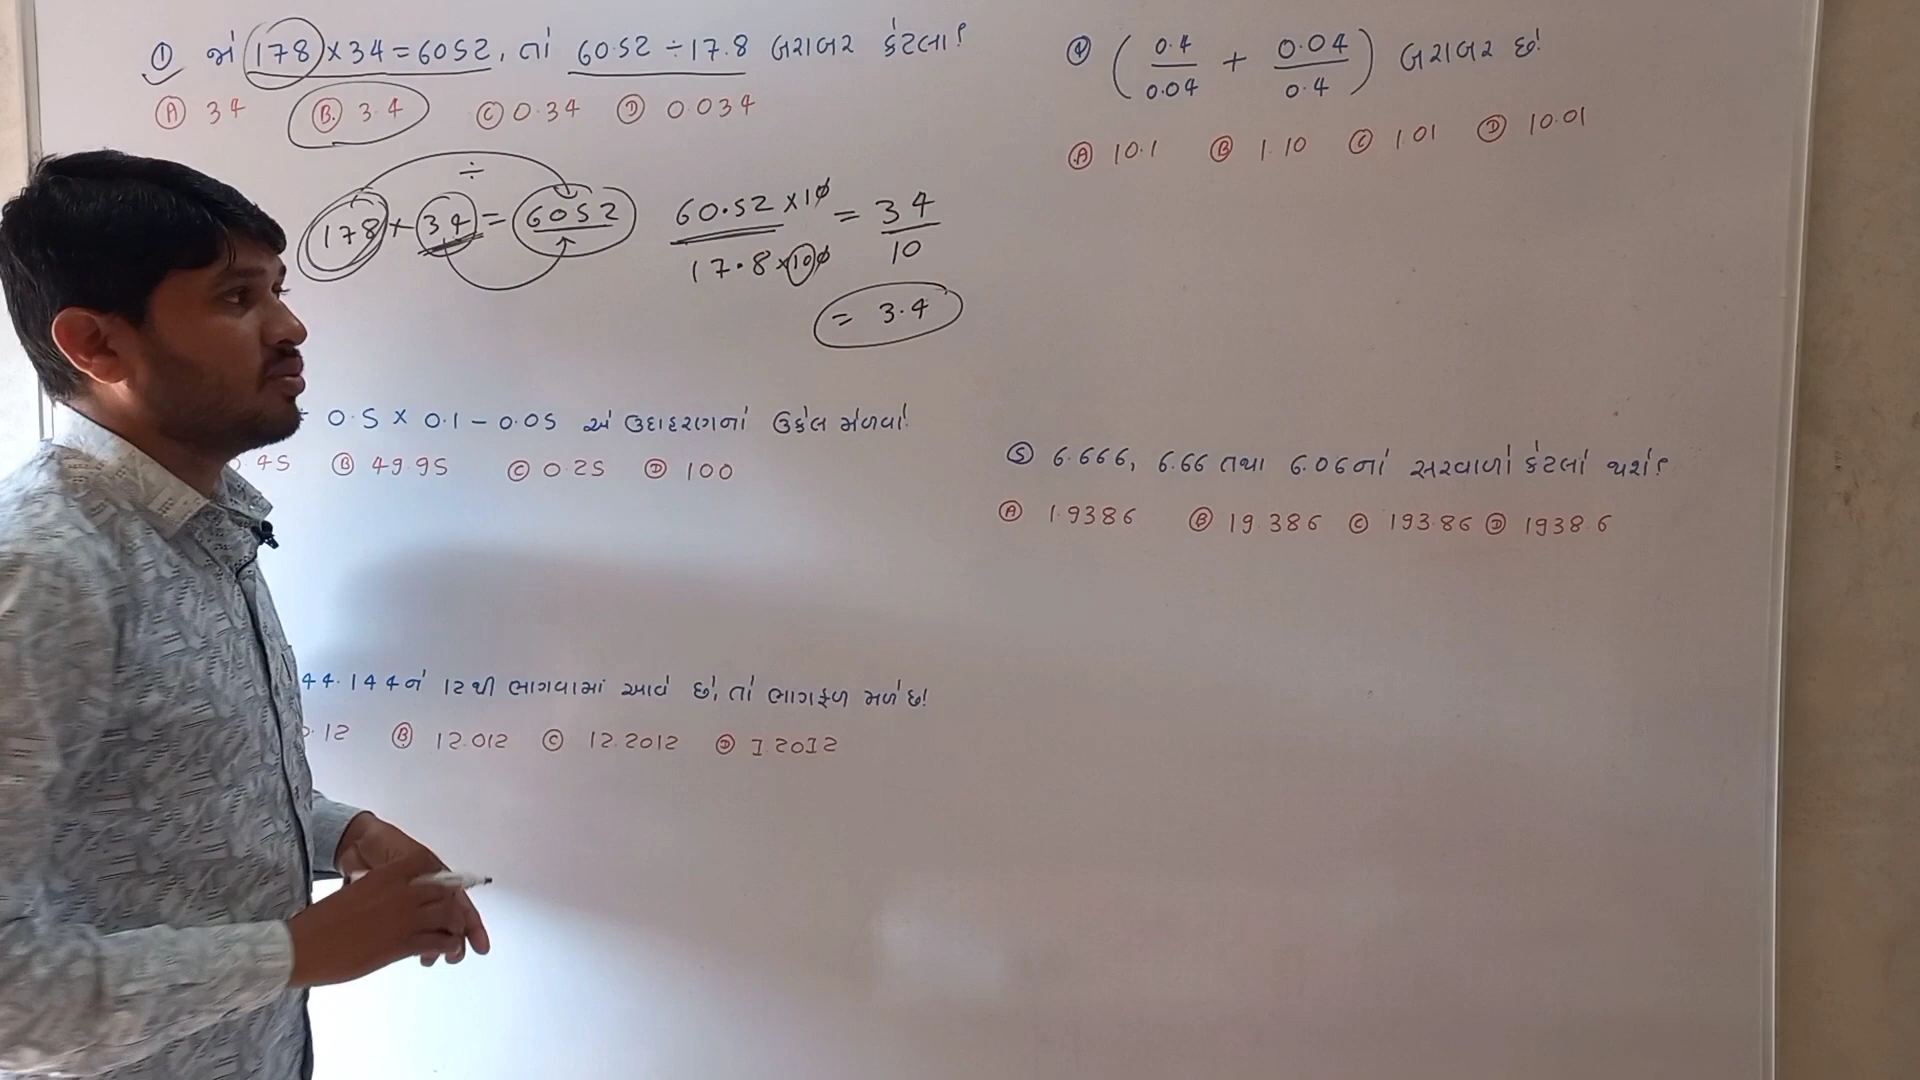 ① જો 178 × 34 = 6052, તો 60.52 ÷ 17.8 બરાબર કેટલા?
Ⓐ 34 Ⓑ 3.4 Ⓒ 0.34 Ⓓ 0.034
÷
178 × 34 = 6052
60.52 × 10 / 17.8 × 100 = 34 / 10
= 3.4
0.5 × 0.1 - 0.05 એ ઉદાહરણનો ઉકેલ મેળવો!
.45 Ⓑ 49.95 Ⓒ 0.25 Ⓓ 100
44.144ને 12થી ભાગવામાં આવે છે, તો ભાગફળ મળે છે!
.12 Ⓑ 12.012 Ⓒ 12.2012 Ⓓ 1.2012
④ (0.4 / 0.04 + 0.04 / 0.4) બરાબર છે!
Ⓐ 10.1 Ⓑ 1.10 Ⓒ 1.01 Ⓓ 10.01
⑤ 6.666, 6.66 તથા 6.06નો સરવાળો કેટલો થશે?
Ⓐ 1.9386 Ⓑ 19.386 Ⓒ 193.86 Ⓓ 1938.6